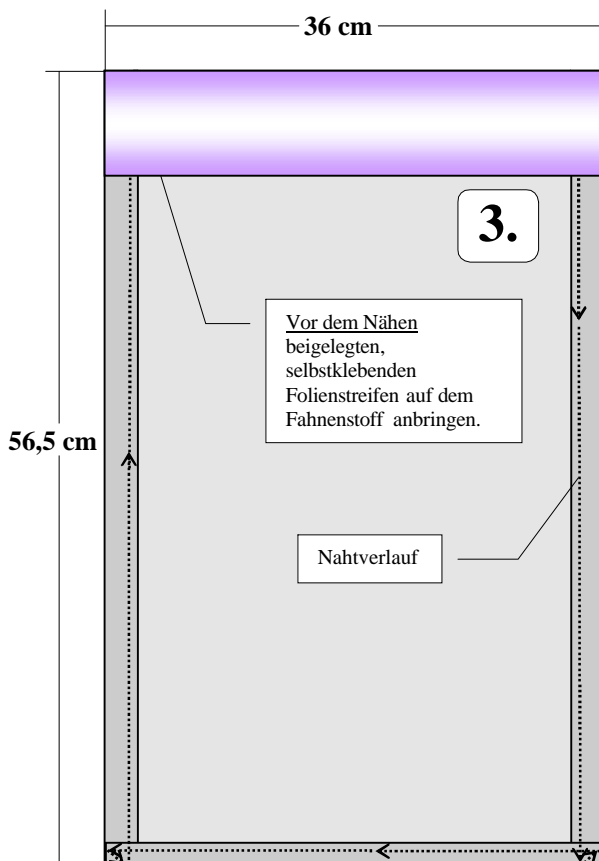 36 cm
3.
Vor dem Nähen
beigelegten,
selbstklebenden
Folienstreifen auf dem
Fahnenstoff anbringen.
56,5 cm
Nahtverlauf